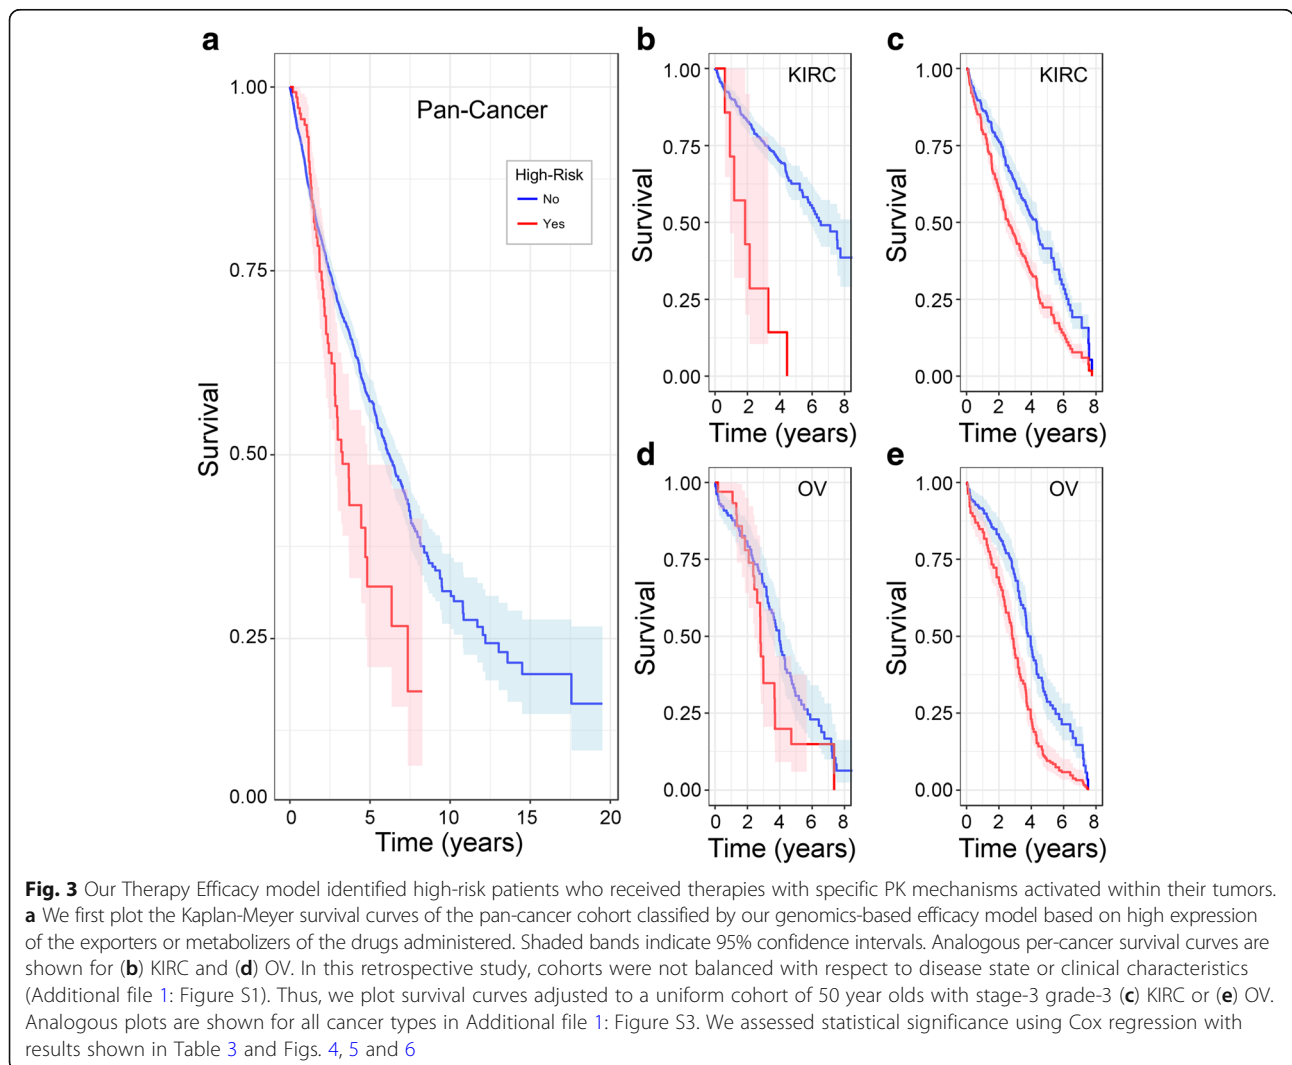 a
Pan-Cancer
High-Risk
No
Yes
Survival
1.00
0.75
0.50
0.25
0.00
0 5 10 15 20
Time (years)
b
KIRC
Survival
1.00
0.75
0.50
0.25
0.00
0 2 4 6 8
Time (years)
c
KIRC
Survival
1.00
0.75
0.50
0.25
0.00
0 2 4 6 8
Time (years)
d
OV
Survival
1.00
0.75
0.50
0.25
0.00
0 2 4 6 8
Time (years)
e
OV
Survival
1.00
0.75
0.50
0.25
0.00
0 2 4 6 8
Time (years)
Fig. 3 Our Therapy Efficacy model identified high-risk patients who received therapies with specific PK mechanisms activated within their tumors.
a We first plot the Kaplan-Meyer survival curves of the pan-cancer cohort classified by our genomics-based efficacy model based on high expression
of the exporters or metabolizers of the drugs administered. Shaded bands indicate 95% confidence intervals. Analogous per-cancer survival curves are
shown for (b) KIRC and (d) OV. In this retrospective study, cohorts were not balanced with respect to disease state or clinical characteristics
(Additional file 1: Figure S1). Thus, we plot survival curves adjusted to a uniform cohort of 50 year olds with stage-3 grade-3 (c) KIRC or (e) OV.
Analogous plots are shown for all cancer types in Additional file 1: Figure S3. We assessed statistical significance using Cox regression with
results shown in Table 3 and Figs. 4, 5 and 6